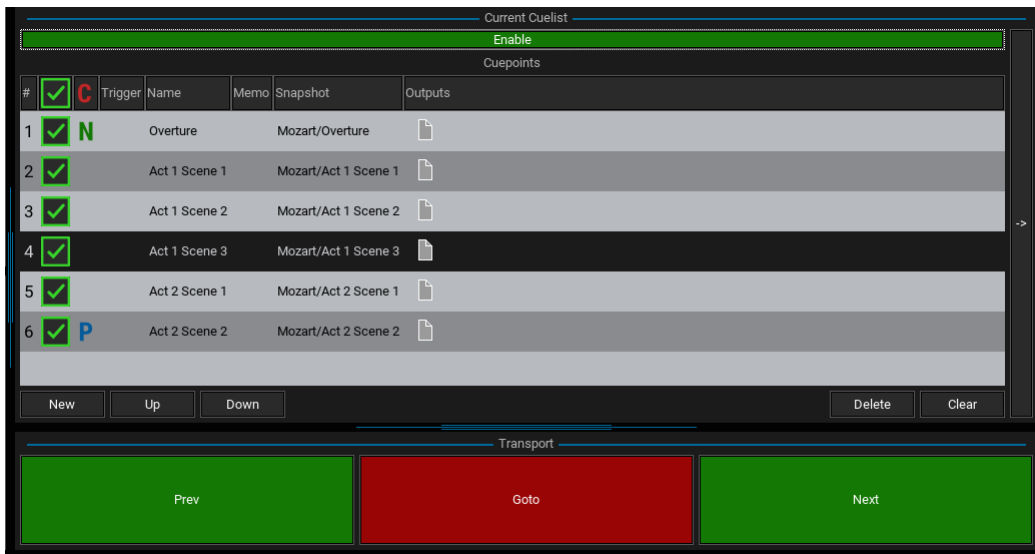 Current Cuelist
Enable
Cuepoints
# C Trigger Name Memo Snapshot Outputs
1 N Overture Mozart/Overture
2 Act 1 Scene 1 Mozart/Act 1 Scene 1
3 Act 1 Scene 2 Mozart/Act 1 Scene 2
4 Act 1 Scene 3 Mozart/Act 1 Scene 3
5 Act 2 Scene 1 Mozart/Act 2 Scene 1
6 P Act 2 Scene 2 Mozart/Act 2 Scene 2
->
New Up Down Delete Clear
Transport
Prev Goto Next